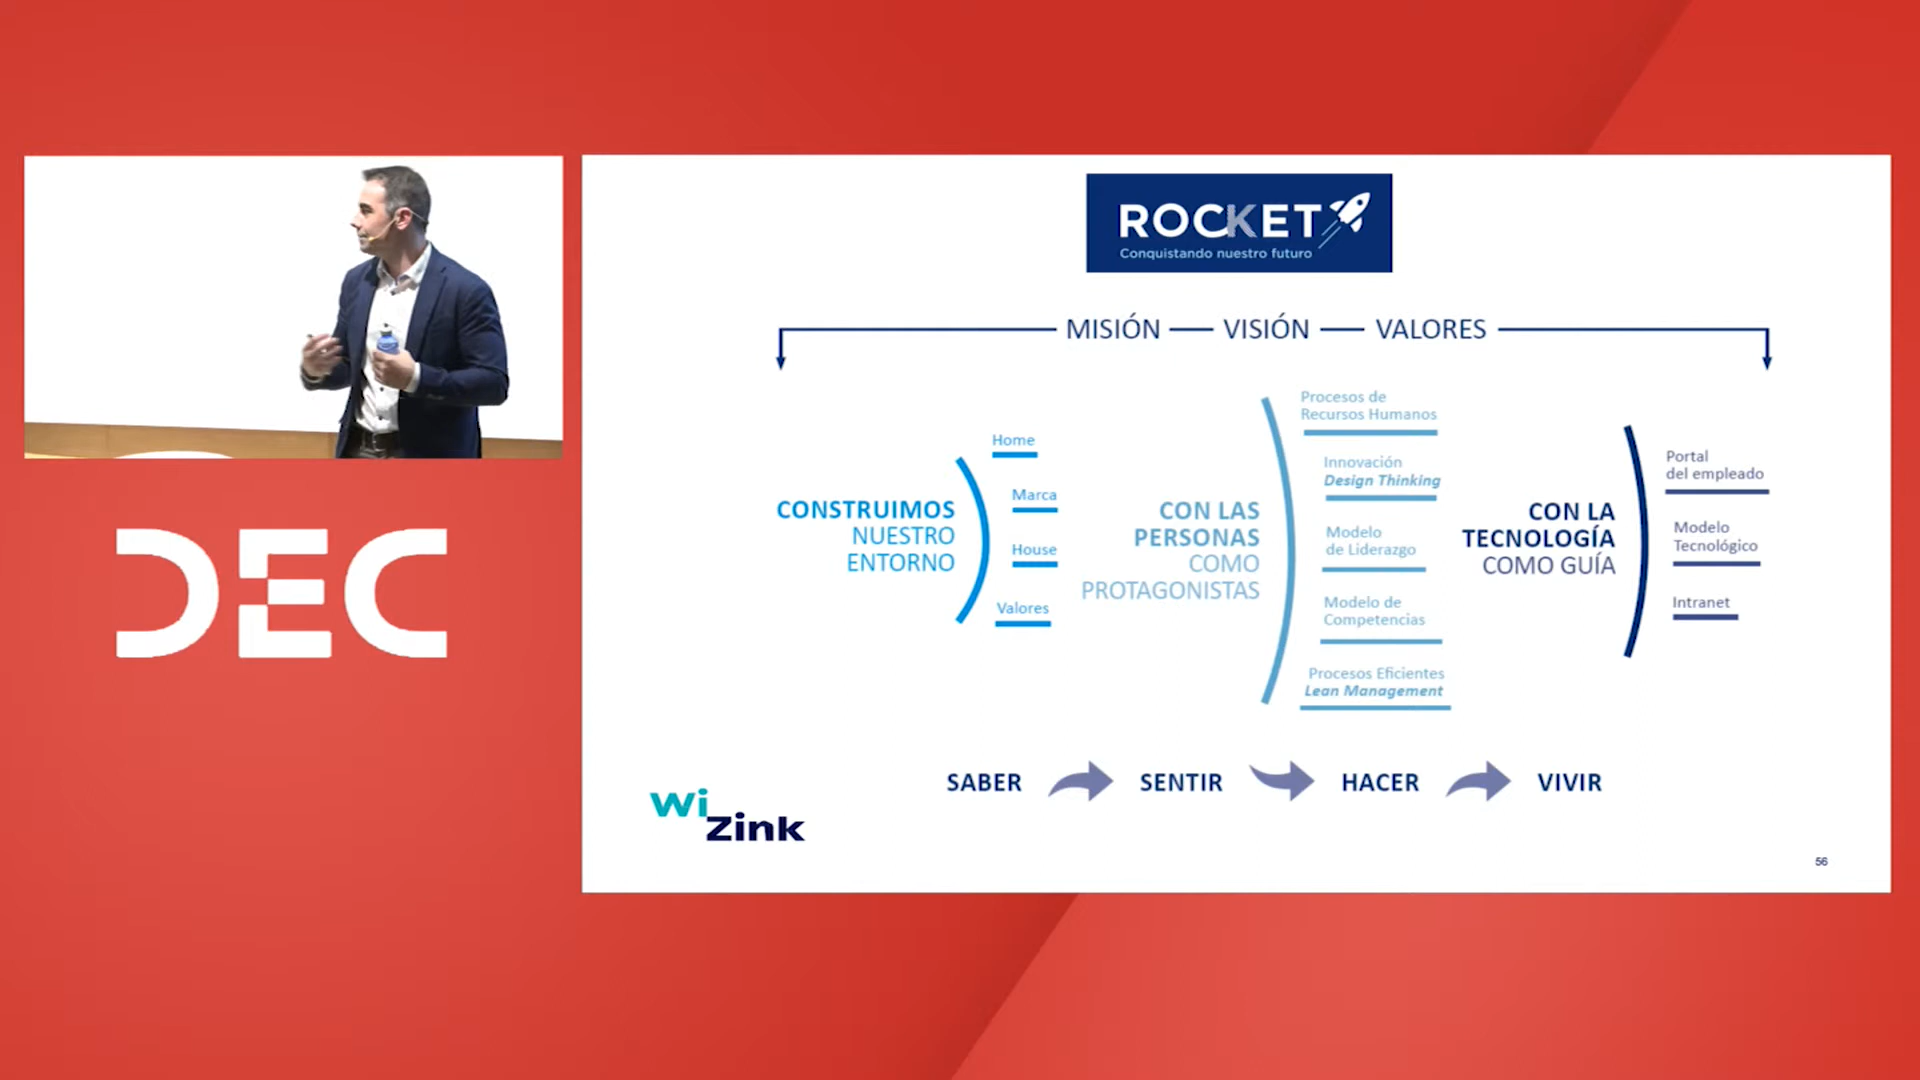 ROCKET
Conquistando nuestro futuro
MISIÓN — VISIÓN — VALORES
CONSTRUIMOS
NUESTRO
ENTORNO
Home
Marca
House
Valores
CON LAS
PERSONAS
COMO
PROTAGONISTAS
Procesos de
Recursos Humanos
Innovación
Design Thinking
Modelo
de Liderazgo
Modelo de
Competencias
Procesos Eficientes
Lean Management
CON LA
TECNOLOGÍA
COMO GUÍA
Portal
del empleado
Modelo
Tecnológico
Intranet
SABER SENTIR HACER VIVIR
WiZink
56
DEC